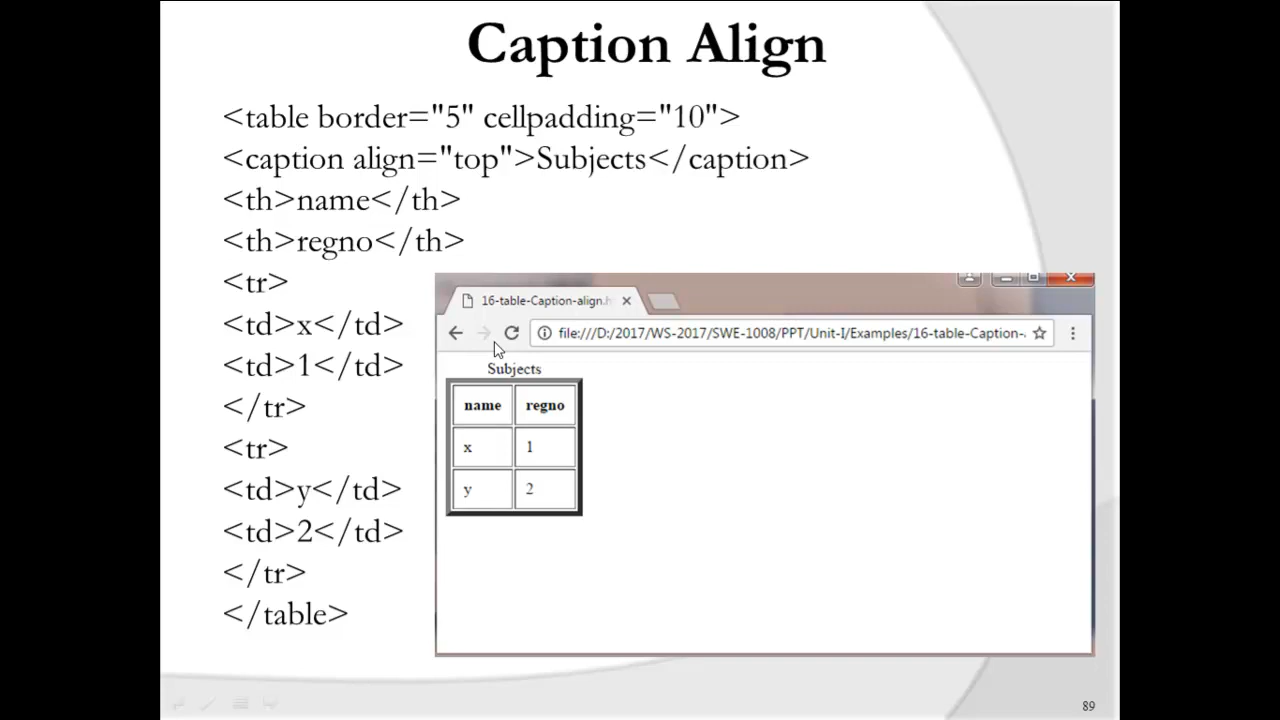 Caption Align
<table border="5" cellpadding="10">
<caption align="top">Subjects</caption>
<th>name</th>
<th>regno</th>
<tr>
<td>x</td>
<td>1</td>
</tr>
<tr>
<td>y</td>
<td>2</td>
</tr>
</table>
16-table-Caption-align.h
file:///D:/2017/WS-2017/SWE-1008/PPT/Unit-I/Examples/16-table-Caption-
Subjects
name regno
x 1
y 2
89